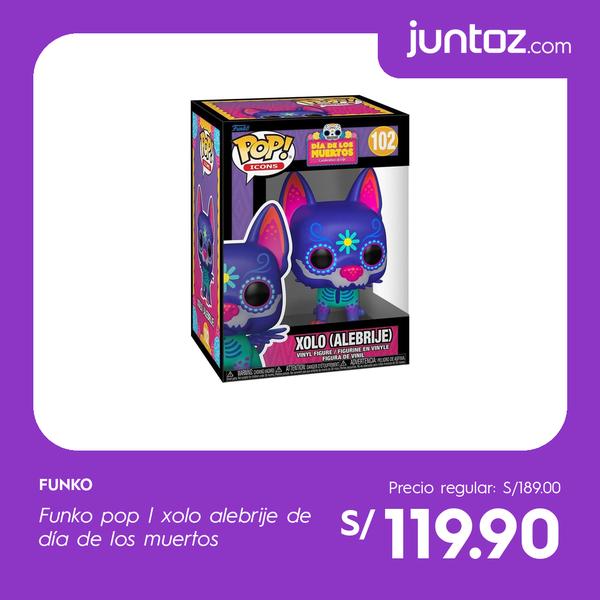 juntoz.com
Funko
POP!
ICONS
DÍA DE LOS
MUERTOS
102
XOLO (ALEBRIJE)
VINYL FIGURE / FIGURINE EN VINYLE
FIGURA DE VINIL
FUNKO
Funko pop | xolo alebrije de
día de los muertos
Precio regular: S/189.00
S/119.90